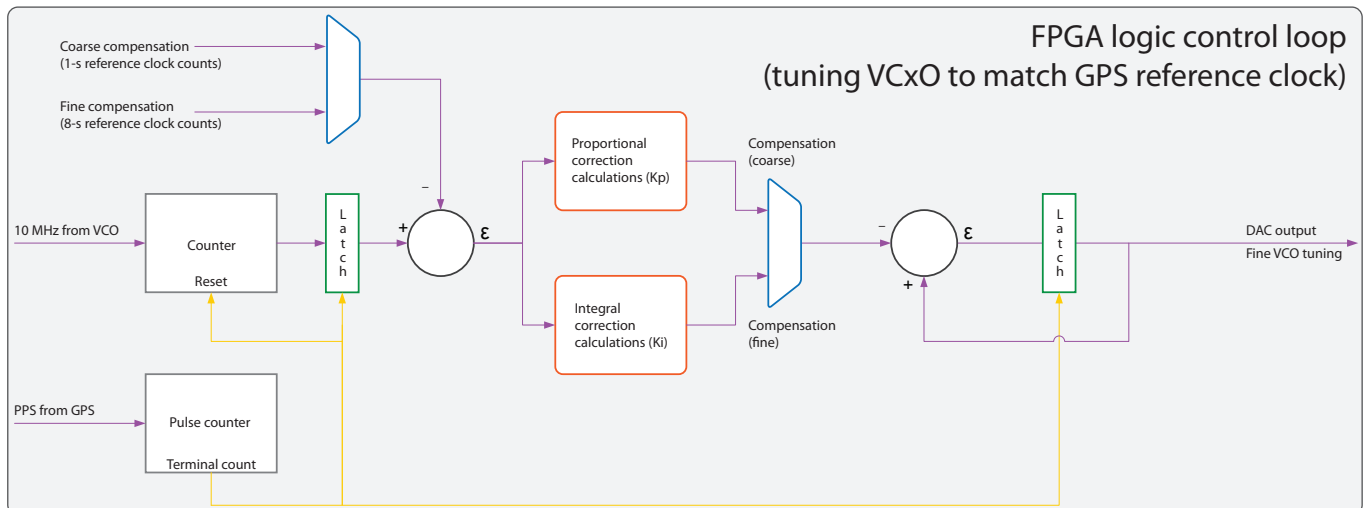 FPGA logic control loop
(tuning VCxO to match GPS reference clock)
Coarse compensation
(1-s reference clock counts)
Fine compensation
(8-s reference clock counts)
Proportional
correction
calculations (Kp)
Compensation
(coarse)
10 MHz from VCO
Counter
Reset
L
a
t
c
h
–
+
ε
Integral
correction
calculations (Ki)
Compensation
(fine)
–
+
ε
L
a
t
c
h
DAC output
Fine VCO tuning
PPS from GPS
Pulse counter
Terminal count